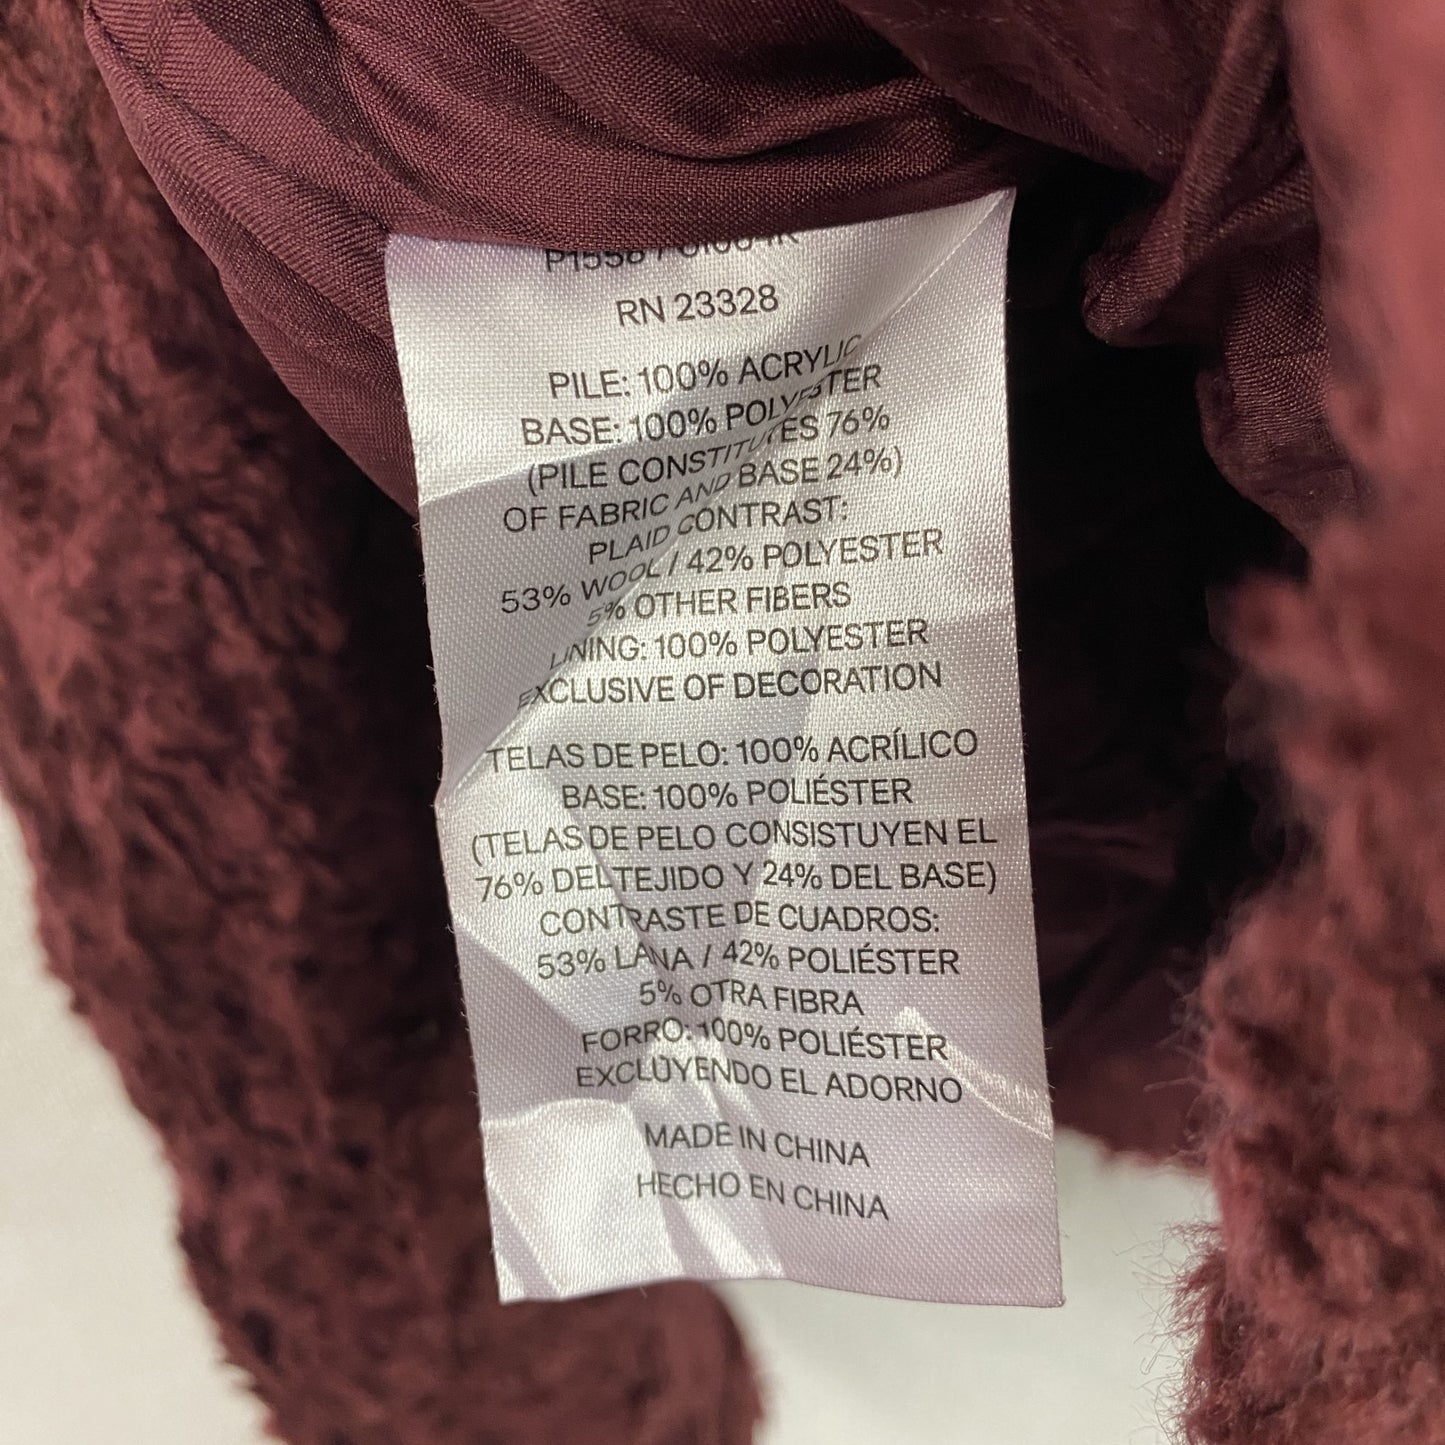 RN 23328
PILE: 100% ACRYLIC
BASE: 100% POLYESTER
(PILE CONSTITUTES 76%
OF FABRIC AND BASE 24%)
PLAID CONTRAST:
53% WOOL / 42% POLYESTER
5% OTHER FIBERS
LINING: 100% POLYESTER
EXCLUSIVE OF DECORATION
TELAS DE PELO: 100% ACRÍLICO
BASE: 100% POLIÉSTER
(TELAS DE PELO CONSISTUYEN EL
76% DEL TEJIDO Y 24% DEL BASE)
CONTRASTE DE CUADROS:
53% LANA / 42% POLIÉSTER
5% OTRA FIBRA
FORRO: 100% POLIÉSTER
EXCLUYENDO EL ADORNO
MADE IN CHINA
HECHO EN CHINA